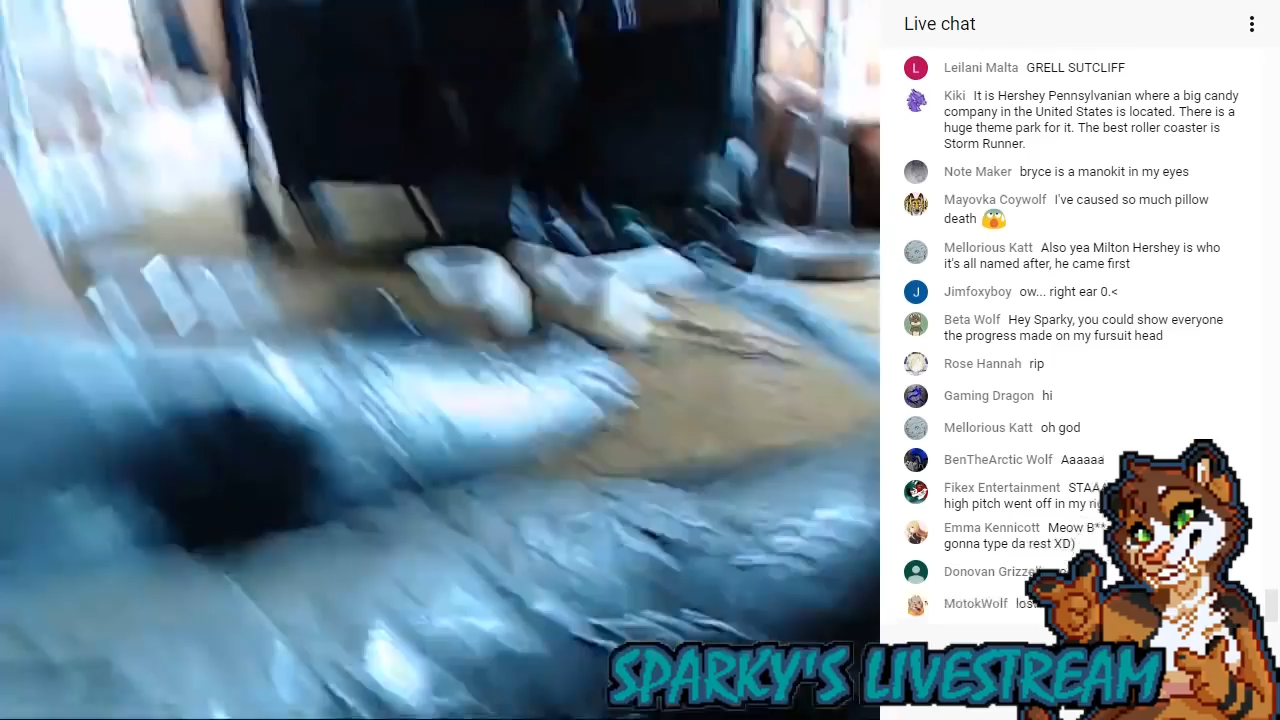 Live chat
Leilani Malta GRELL SUTCLIFF
Kiki It is Hershey Pennsylvanian where a big candy
company in the United States is located. There is a
huge theme park for it. The best roller coaster is
Storm Runner.
Note Maker bryce is a manokit in my eyes
Mayovka Coywolf I've caused so much pillow
death
Mellorious Katt Also yea Milton Hershey is who
it's all named after, he came first
Jimfoxyboy ow... right ear 0.<
Beta Wolf Hey Sparky, you could show everyone
the progress made on my fursuit head
Rose Hannah rip
Gaming Dragon hi
Mellorious Katt oh god
BenTheArctic Wolf Aaaaaa
Fikex Entertainment
high pitch went off in my
Emma Kennicott Meow B**
gonna type da rest XD)
Donovan
MotokWolf
SPARKY'S LIVESTREAM